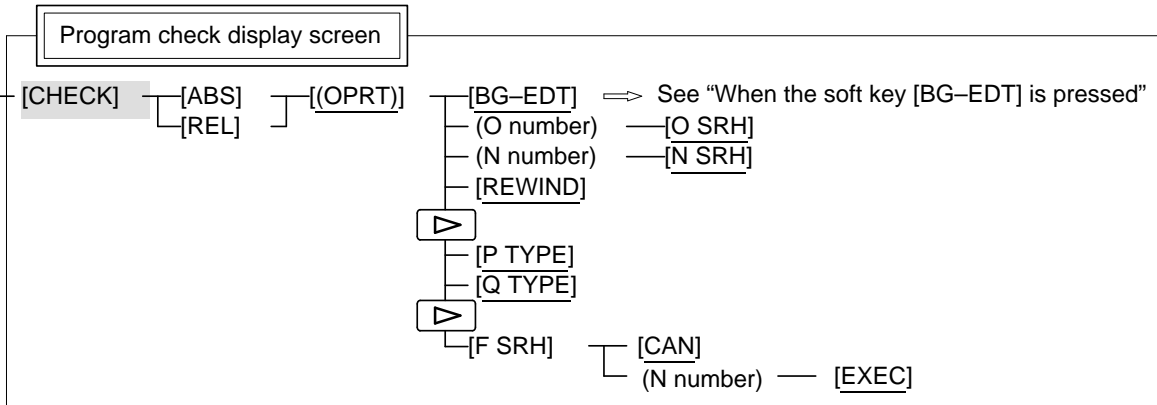 Program check display screen
[CHECK] [ABS] [(OPRT)] [BG–EDT] See “When the soft key [BG–EDT] is pressed”
[REL] (O number) [O SRH]
(N number) [N SRH]
[REWIND]
[P TYPE]
[Q TYPE]
[F SRH] [CAN]
(N number) [EXEC]